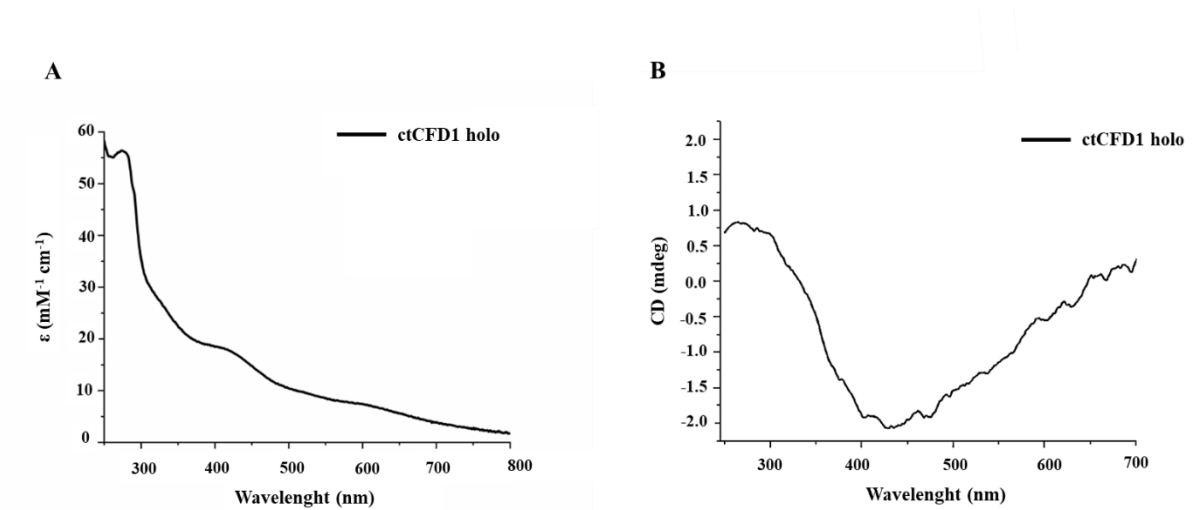 A
ctCFD1 holo
ε (mM-1 cm-1)
60
50
40
30
20
10
0
300 400 500 600 700 800
Wavelenght (nm)
B
ctCFD1 holo
CD (mdeg)
2.0
1.5
1.0
0.5
0.0
-0.5
-1.0
-1.5
-2.0
300 400 500 600 700
Wavelenght (nm)